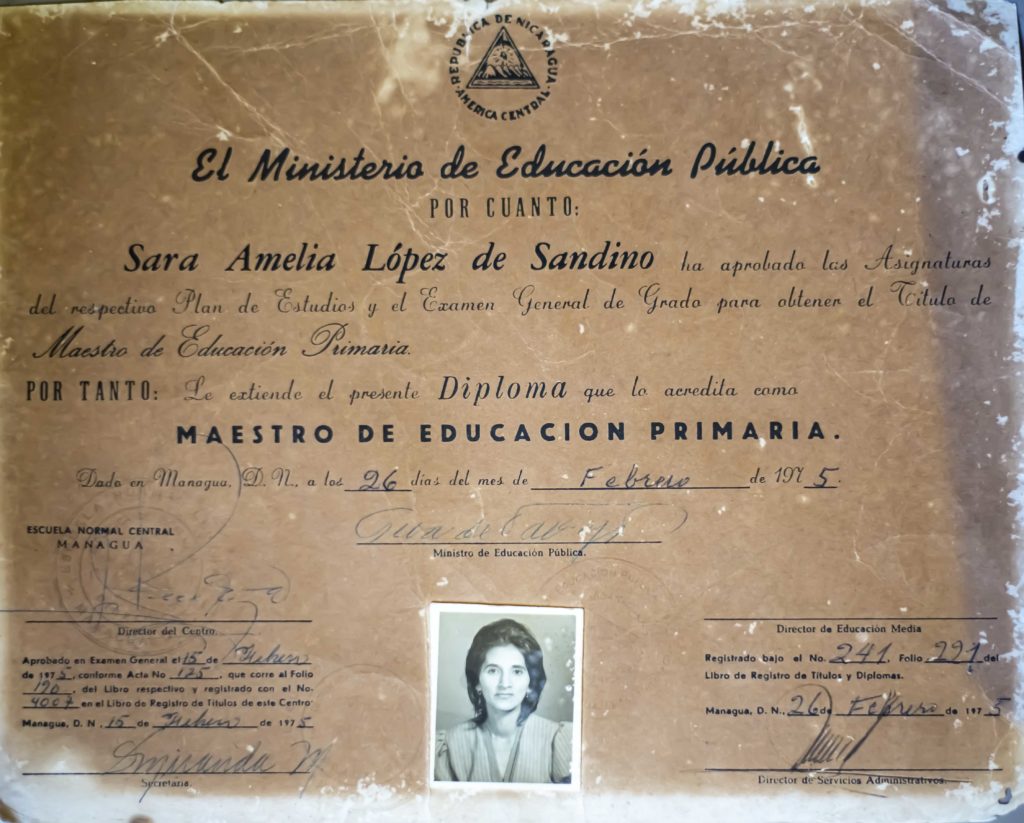 REPUBLICA DE NICARAGUA
AMERICA CENTRAL
El Ministerio de Educación Pública
POR CUANTO:
Sara Amelia López de Sandino ha aprobado las Asignaturas
del respectivo Plan de Estudios y el Examen General de Grado para obtener el Título de
Maestro de Educación Primaria.
POR TANTO: Le extiende el presente Diploma que lo acredita como
MAESTRO DE EDUCACION PRIMARIA.
Dado en Managua, D. N., a los 26 días del mes de Febrero de 1975.
ESCUELA NORMAL CENTRAL
MANAGUA
Ministro de Educación Pública.
Director del Centro.
Director de Educación Media
Aprobado en Examen General el 15 de
de 1975, conforme Acta No. 125, que corre al Folio
190, del Libro respectivo y registrado con el No.
4007 en el Libro de Registro de Títulos de este Centro
Managua, D. N. 15 de de 1975
Secretaria.
Registrado bajo el No. 241, Folio 221 del
Libro de Registro de Títulos y Diplomas.
Managua, D. N., 26 de Febrero de 1975
Director de Servicios Administrativos.